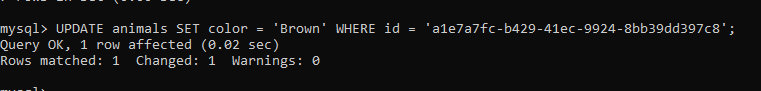 mysql> UPDATE animals SET color = 'Brown' WHERE id = 'a1e7a7fc-b429-41ec-9924-8bb39dd397c8';
Query OK, 1 row affected (0.02 sec)
Rows matched: 1  Changed: 1  Warnings: 0